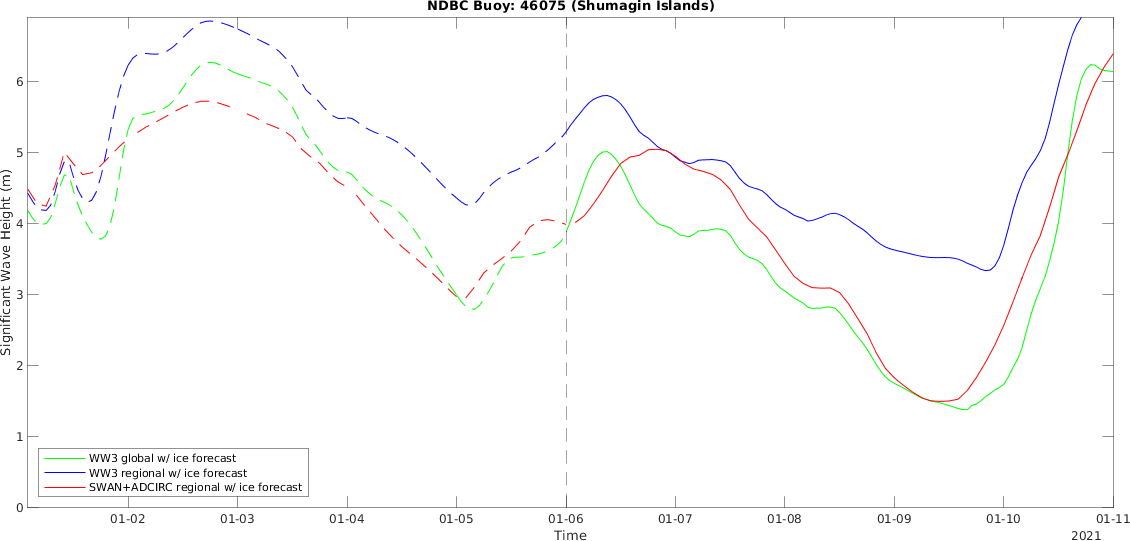 NDBC Buoy: 46075 (Shumagin Islands)
Significant Wave Height (m)
6
5
4
3
2
1
0
WW3 global w/ ice forecast
WW3 regional w/ ice forecast
SWAN+ADCIRC regional w/ ice forecast
01-02 01-03 01-04 01-05 01-06 01-07 01-08 01-09 01-10 01-11
Time
2021